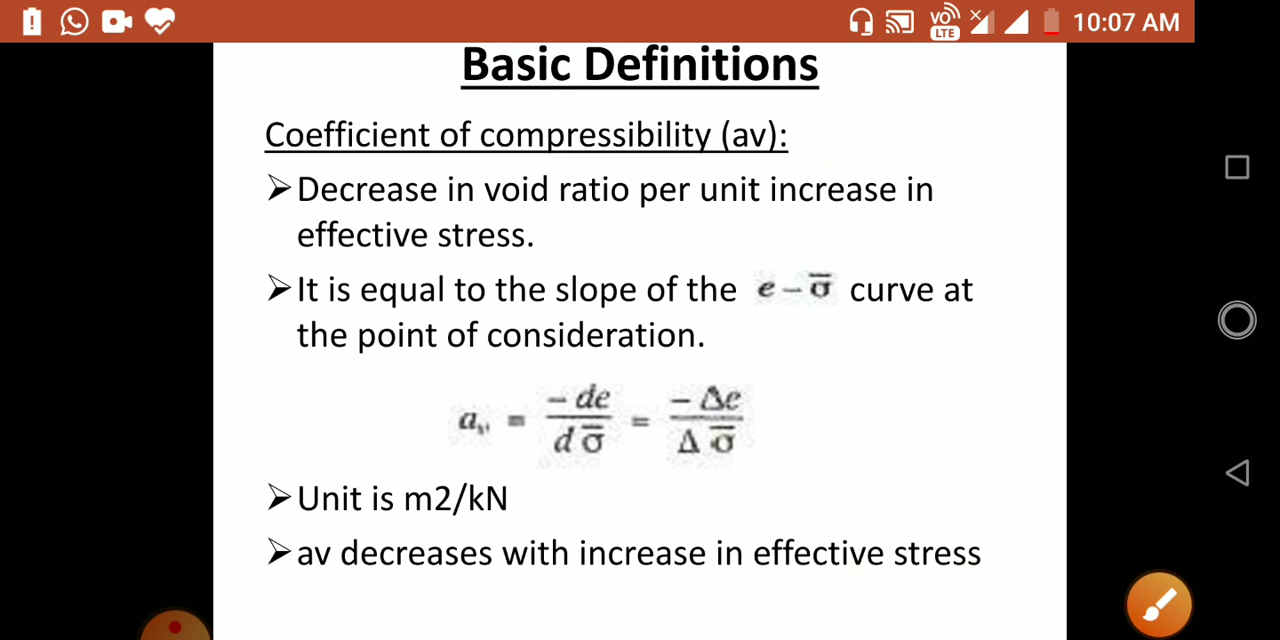 VO
LTE
10:07 AM
Basic Definitions
Coefficient of compressibility (av):
➢Decrease in void ratio per unit increase in
effective stress.
➢It is equal to the slope of the e – σ̅ curve at
the point of consideration.
aᵥ = – de / d σ̅ = – Δe / Δ σ̅
➢Unit is m2/kN
➢av decreases with increase in effective stress